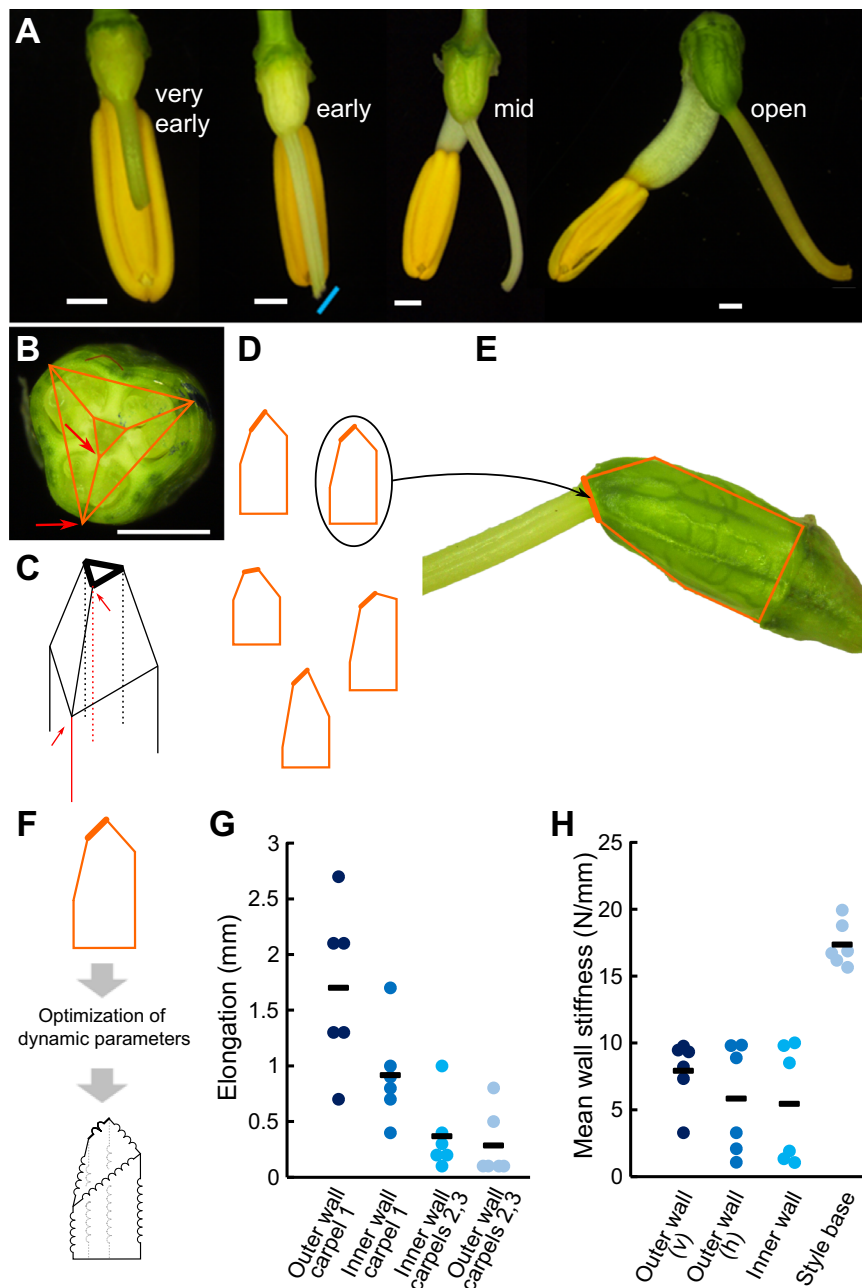 A
very
early
early
mid
open
B
D
E
C
F
Optimization of
dynamic parameters
G
3
2.5
2
1.5
1
0.5
0
Elongation (mm)
Outer wall
carpel 1
Inner wall
carpel 1
Inner wall
carpels 2,3
Outer wall
carpels 2,3
H
25
20
15
10
5
0
Mean wall stiffness (N/mm)
Outer wall
(v)
Outer wall
(h)
Inner wall
Style base